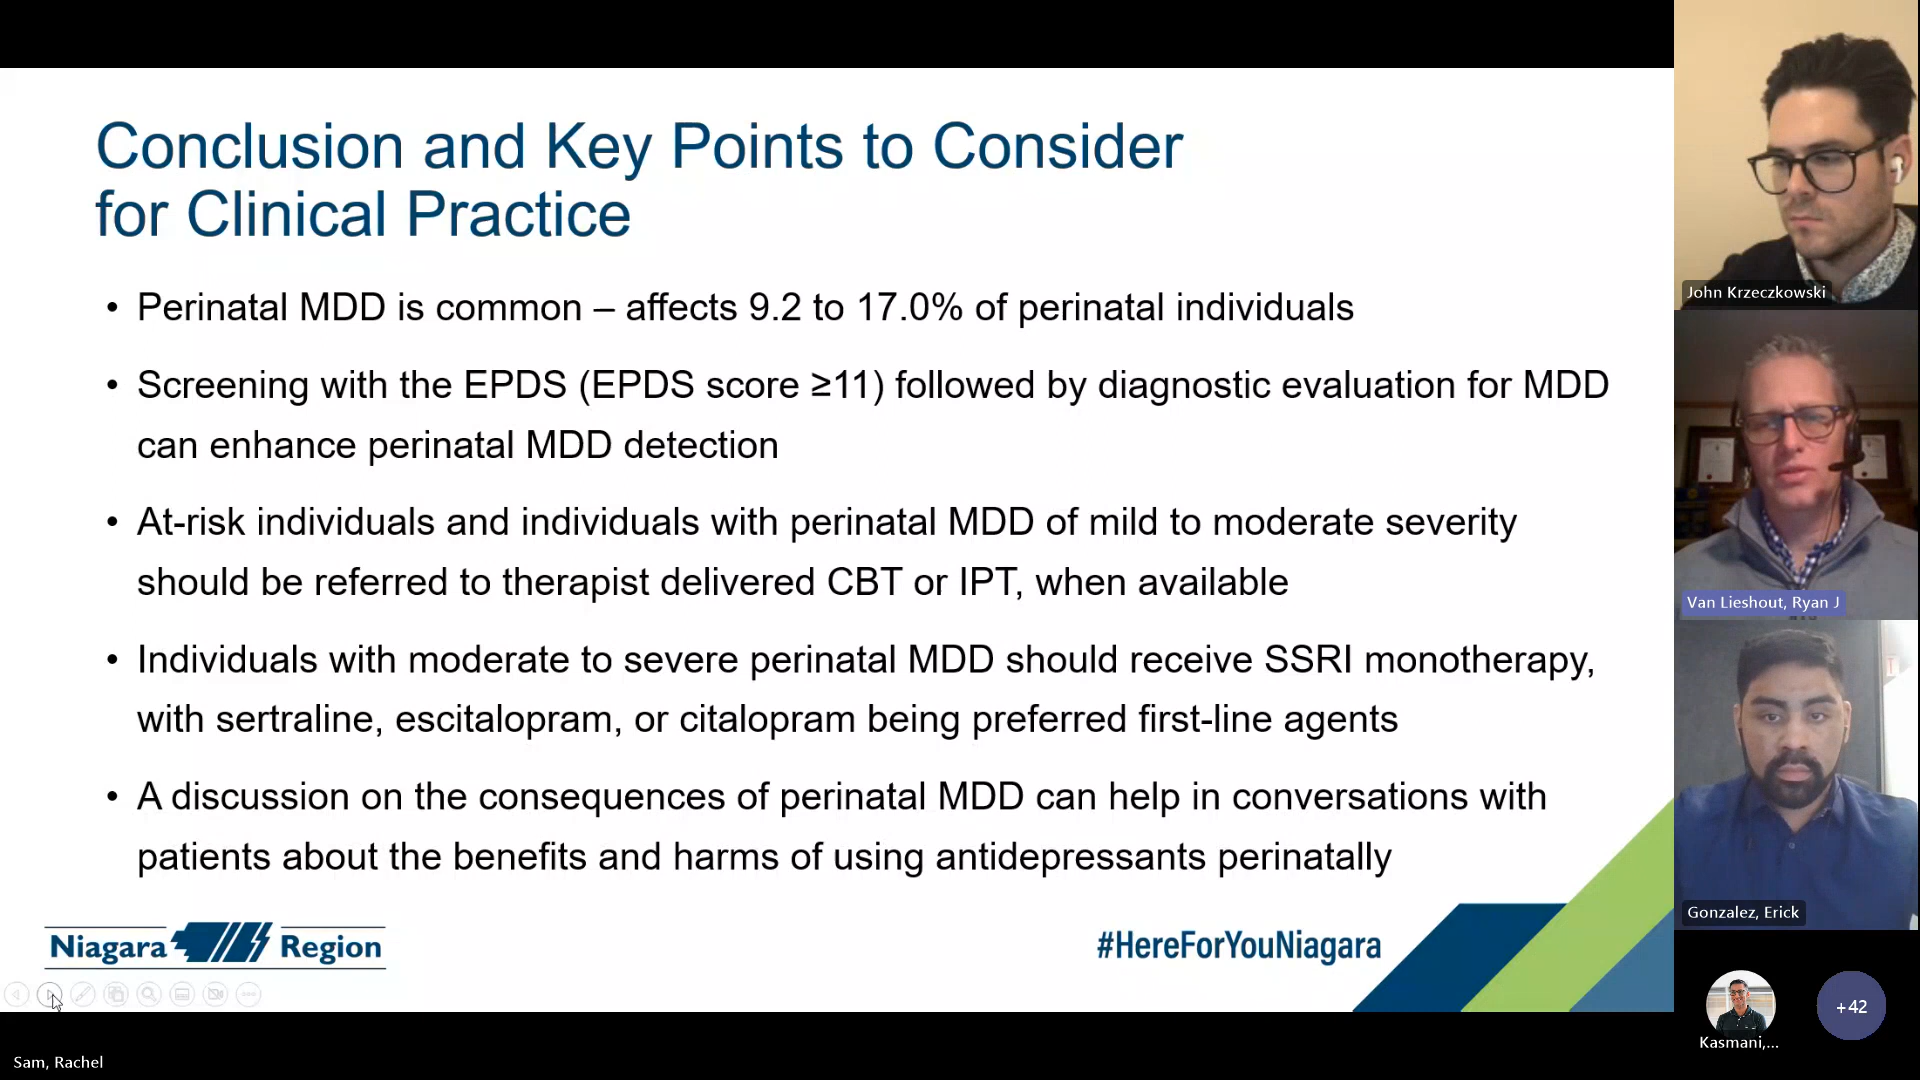 Conclusion and Key Points to Consider
for Clinical Practice
• Perinatal MDD is common – affects 9.2 to 17.0% of perinatal individuals
• Screening with the EPDS (EPDS score ≥11) followed by diagnostic evaluation for MDD
can enhance perinatal MDD detection
• At-risk individuals and individuals with perinatal MDD of mild to moderate severity
should be referred to therapist delivered CBT or IPT, when available
• Individuals with moderate to severe perinatal MDD should receive SSRI monotherapy,
with sertraline, escitalopram, or citalopram being preferred first-line agents
• A discussion on the consequences of perinatal MDD can help in conversations with
patients about the benefits and harms of using antidepressants perinatally
Niagara Region
#HereForYouNiagara
Sam, Rachel
John Krzeczkowski
Van Lieshout, Ryan J
Gonzalez, Erick
Kasmani,...
+42